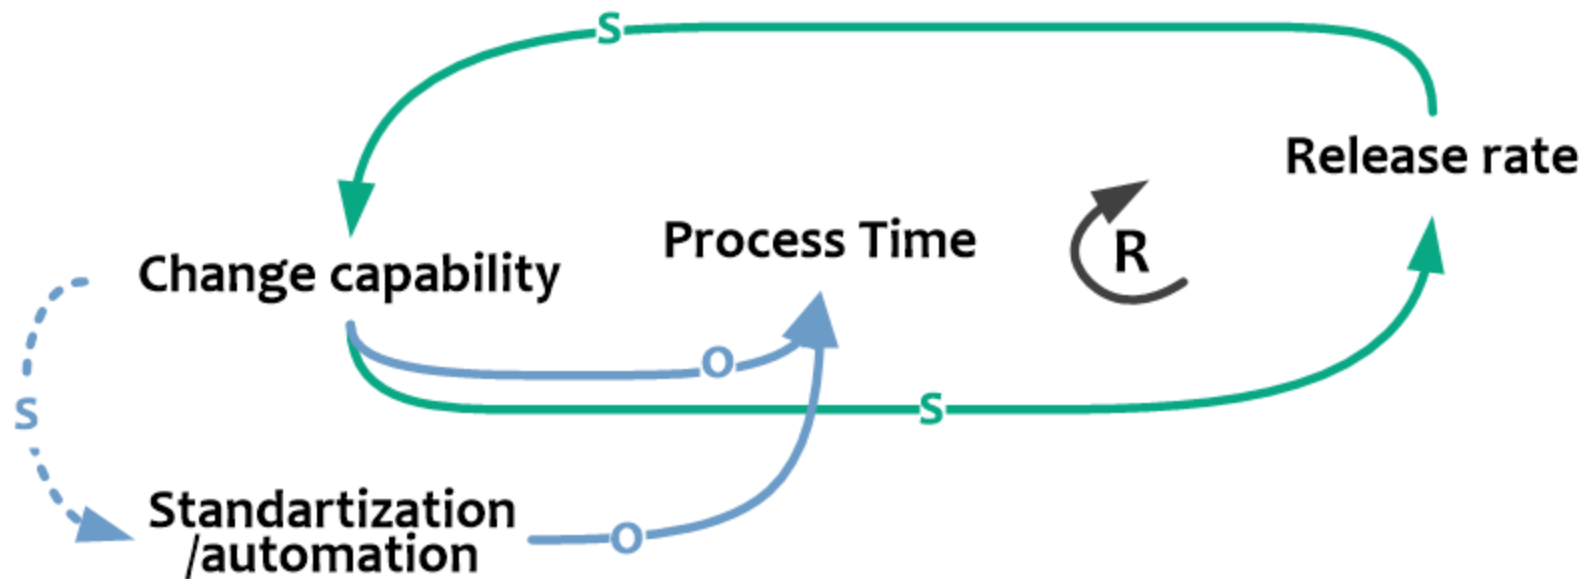 S
Release rate
Process Time
R
Change capability
O
S
S
Standartization
/automation
O